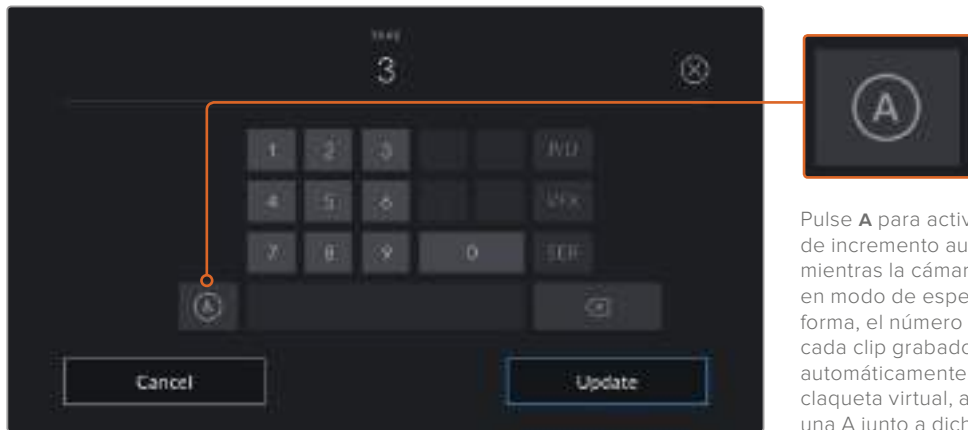 TAKE
3
1 2 3 P/U
4 5 6 VFX
7 8 9 0 SER
A
Cancel Update
A
Pulse A para activ
de incremento au
mientras la cámar
en modo de espe
forma, el número
cada clip grabado
automáticamente
claqueta virtual, a
una A junto a dich